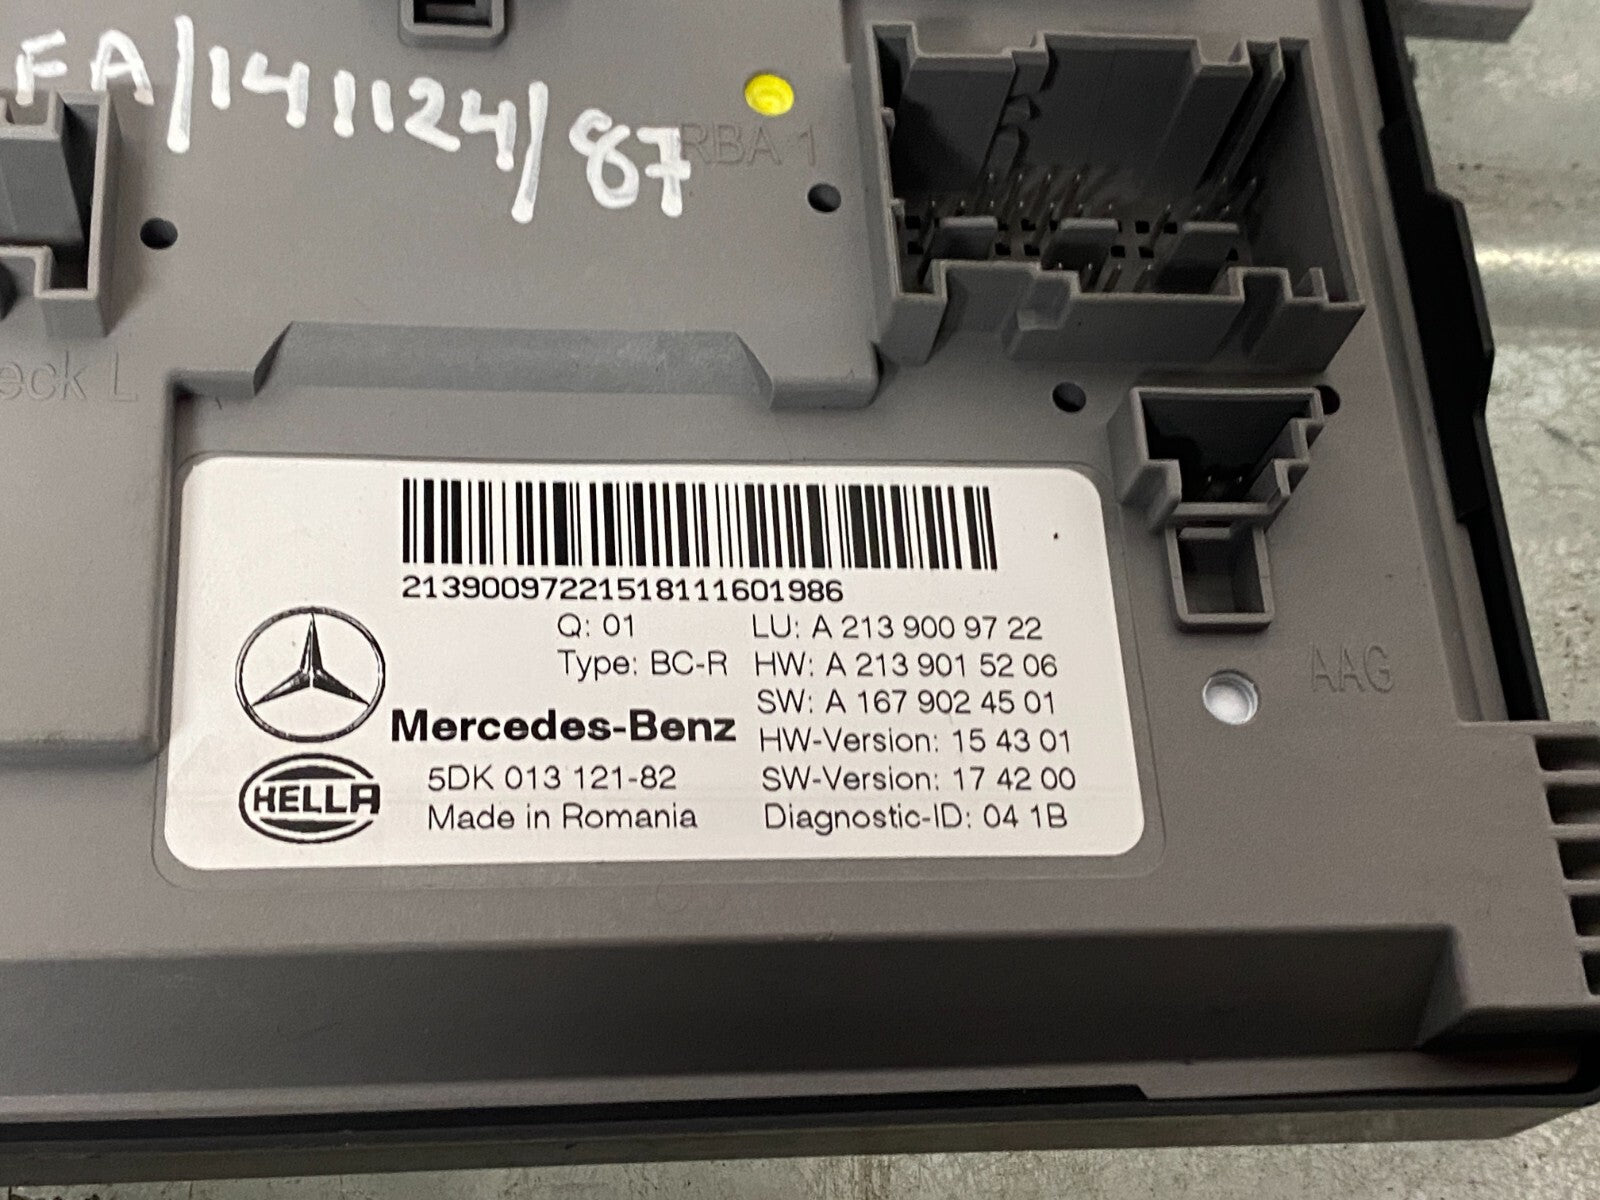 FA/141124/87
RBA 1
eck L
2139009722151811​1601986
Q: 01 LU: A 213 900 97 22
Type: BC-R HW: A 213 901 52 06
SW: A 167 902 45 01
Mercedes-Benz HW-Version: 15 43 01
5DK 013 121-82 SW-Version: 17 42 00
HELLA
Made in Romania Diagnostic-ID: 04 1B
AAG